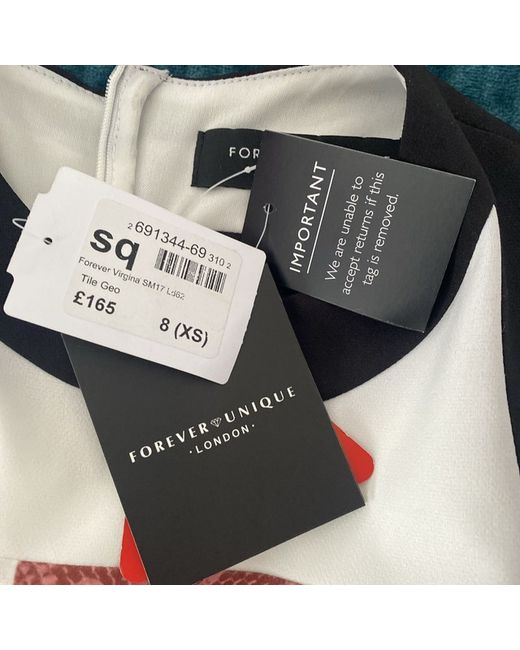 FOR
IMPORTANT
We are unable to
accept returns if this
tag is removed.
2 691344-69 310 2
sq
Forever Virgina SM17 Ld62
Tile Geo
£165
8 (XS)
FOREVER UNIQUE
·LONDON·